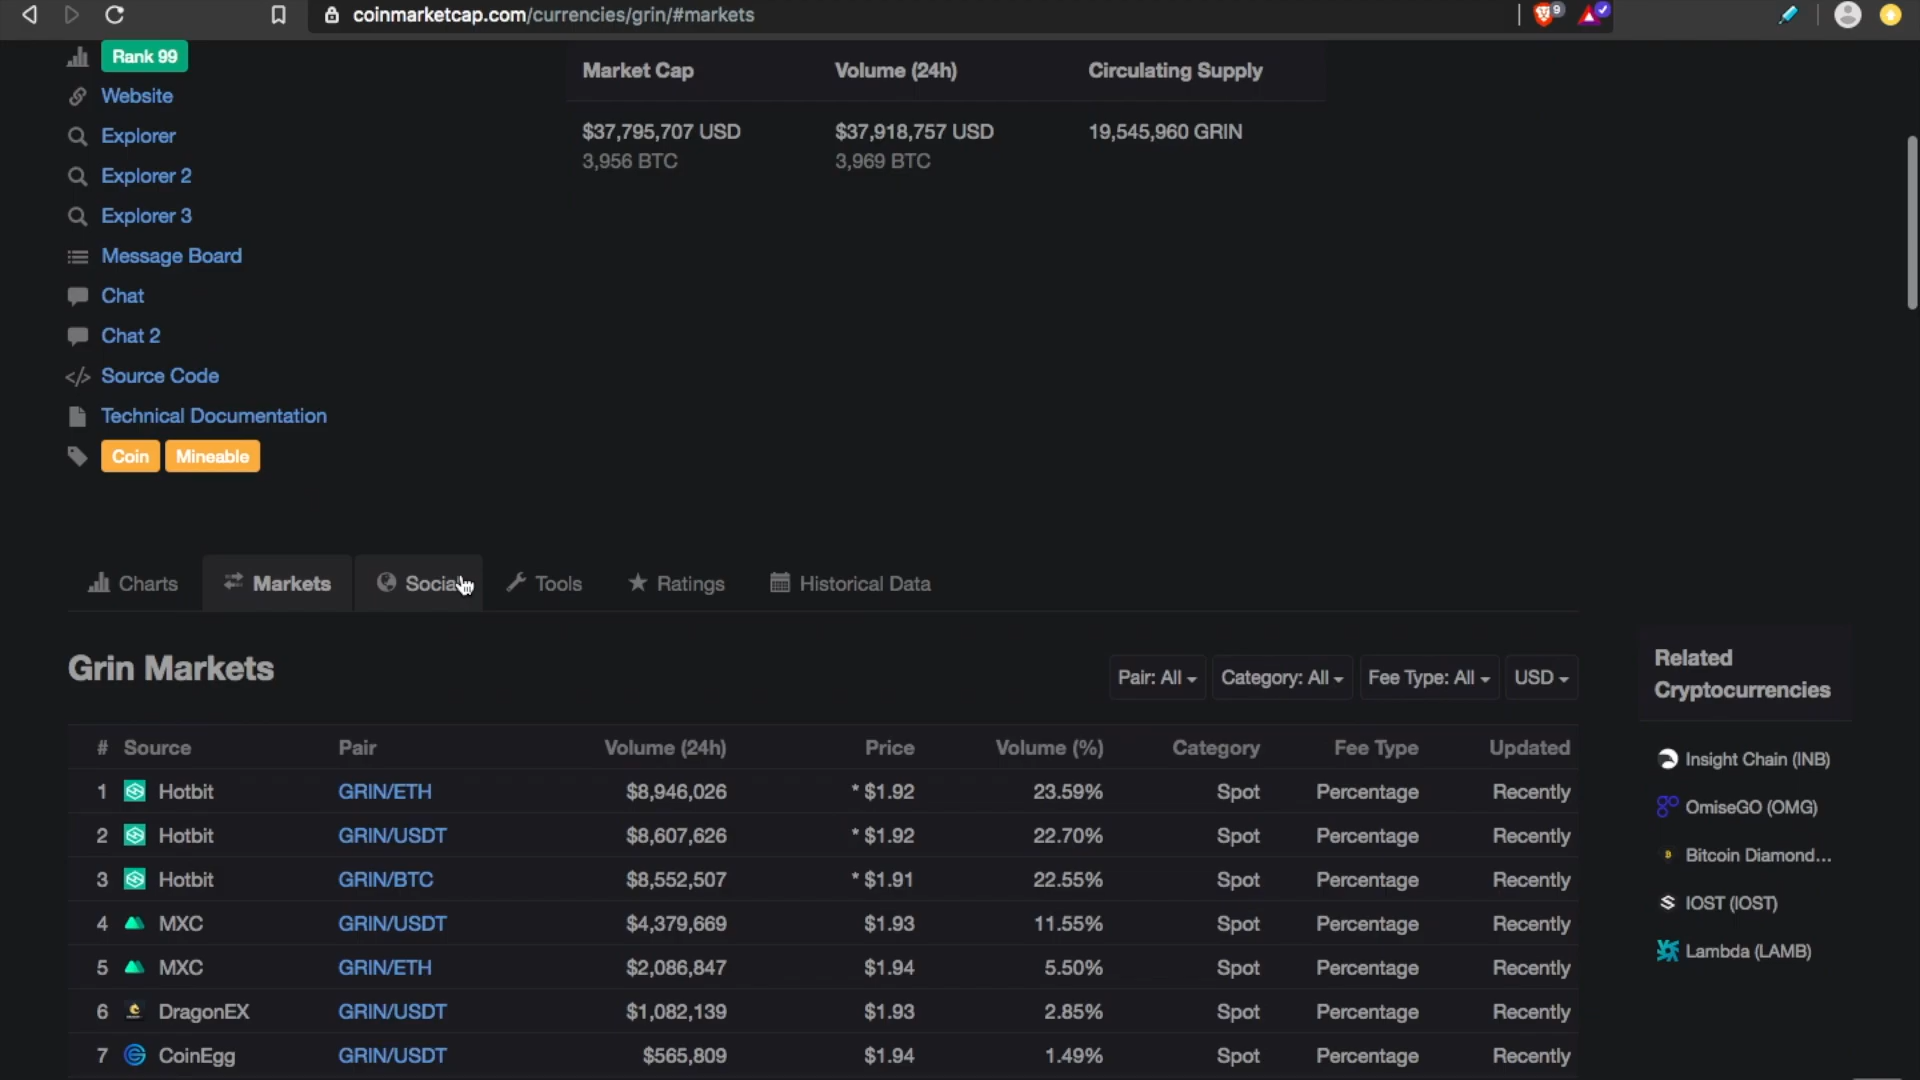 coinmarketcap.com/currencies/grin/#markets
9
Rank 99
Website
Explorer
Explorer 2
Explorer 3
Message Board
Chat
Chat 2
Source Code
Technical Documentation
Coin Mineable
Market Cap Volume (24h) Circulating Supply
$37,795,707 USD $37,918,757 USD 19,545,960 GRIN
3,956 BTC 3,969 BTC
Charts Markets Social Tools Ratings Historical Data
Grin Markets
Pair: All Category: All Fee Type: All USD
# Source Pair Volume (24h) Price Volume (%) Category Fee Type Updated
1 Hotbit GRIN/ETH $8,946,026 * $1.92 23.59% Spot Percentage Recently
2 Hotbit GRIN/USDT $8,607,626 * $1.92 22.70% Spot Percentage Recently
3 Hotbit GRIN/BTC $8,552,507 * $1.91 22.55% Spot Percentage Recently
4 MXC GRIN/USDT $4,379,669 $1.93 11.55% Spot Percentage Recently
5 MXC GRIN/ETH $2,086,847 $1.94 5.50% Spot Percentage Recently
6 DragonEX GRIN/USDT $1,082,139 $1.93 2.85% Spot Percentage Recently
7 CoinEgg GRIN/USDT $565,809 $1.94 1.49% Spot Percentage Recently
Related
Cryptocurrencies
Insight Chain (INB)
OmiseGO (OMG)
Bitcoin Diamond...
IOST (IOST)
Lambda (LAMB)